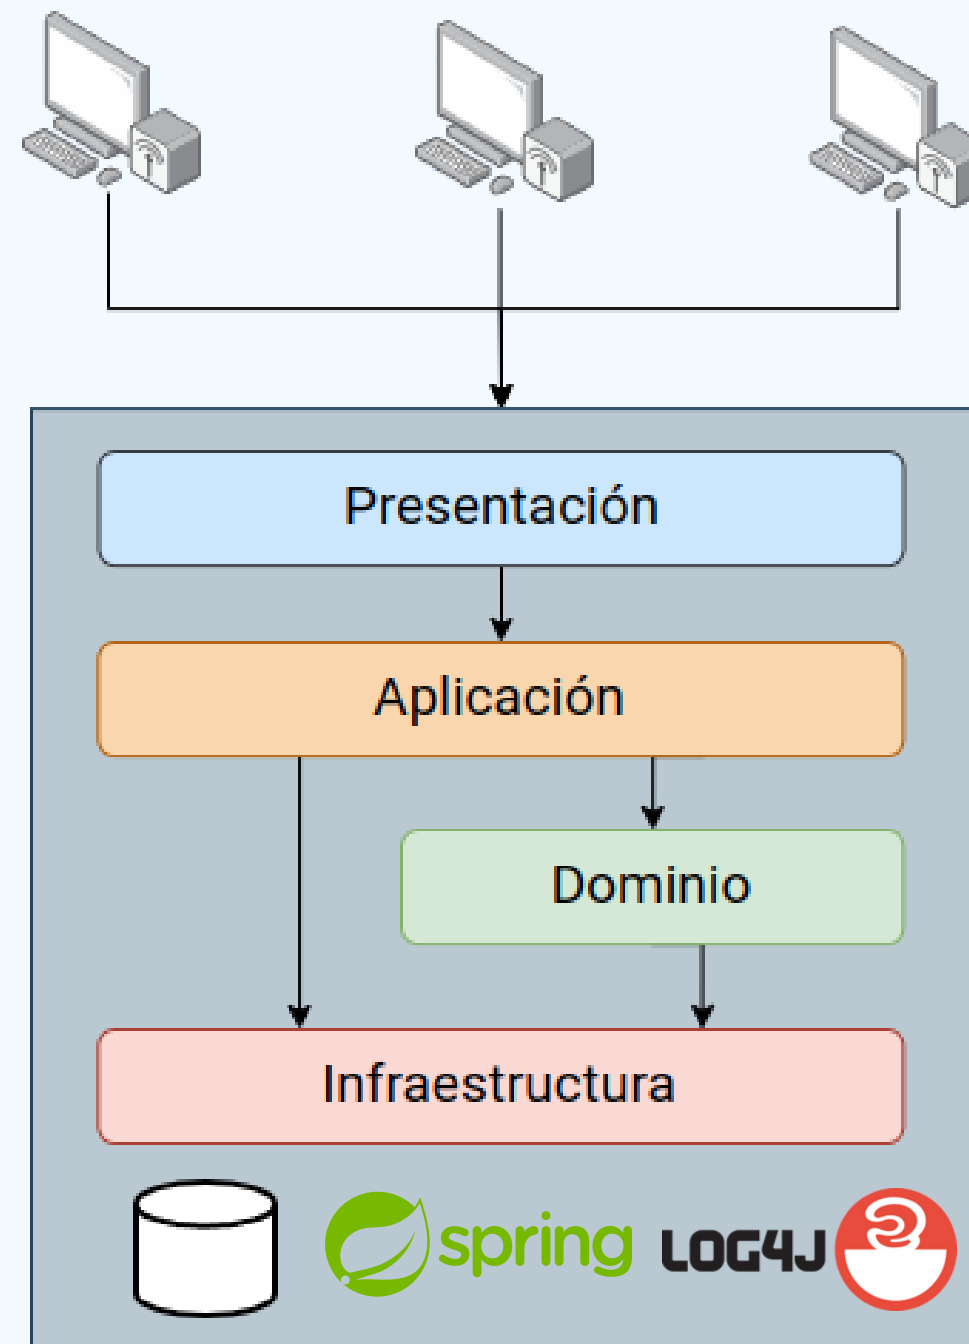 Presentación
Aplicación
Dominio
Infraestructura
spring LOG4J